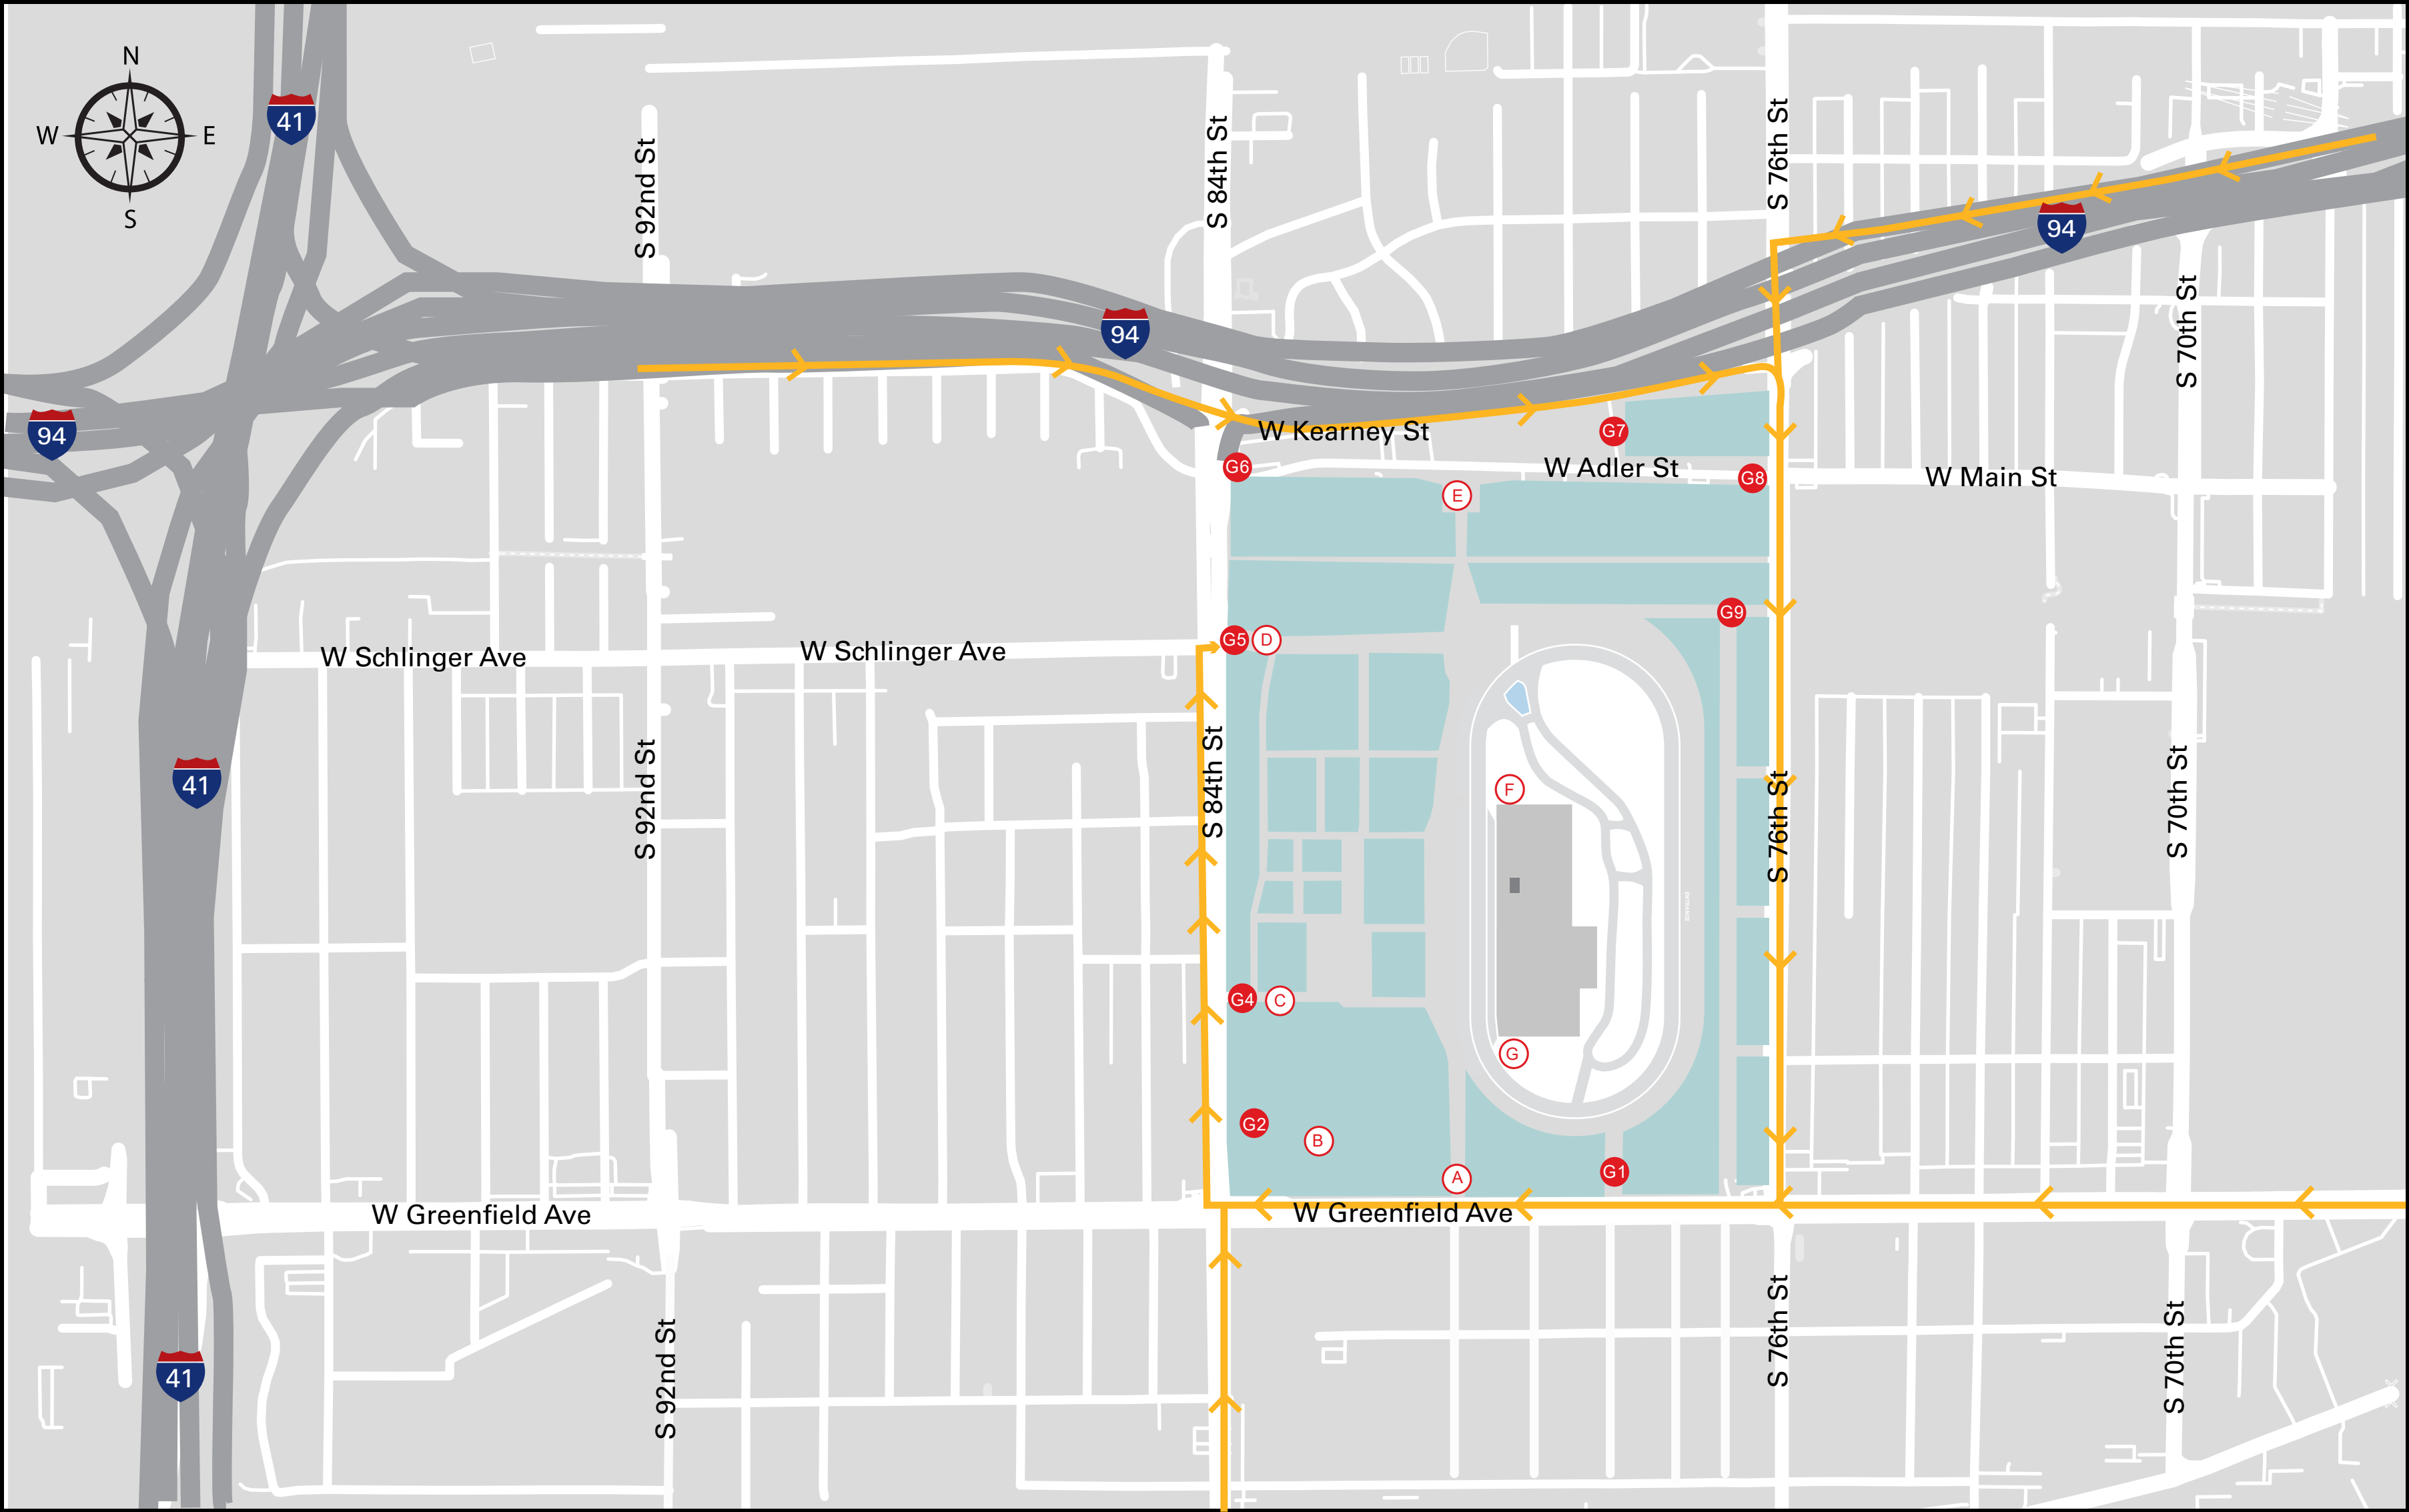 N
W
E
S
41
S 92nd St
S 84th St
S 76th St
94
S 70th St
94
94
W Kearney St
G7
G6
W Adler St
G8
W Main St
E
G9
G5
D
W Schlinger Ave
W Schlinger Ave
41
S 92nd St
S 84th St
F
S 76th St
S 70th St
ENTRANCE
G4
C
G
G2
B
A
G1
W Greenfield Ave
W Greenfield Ave
41
S 92nd St
S 76th St
S 70th St